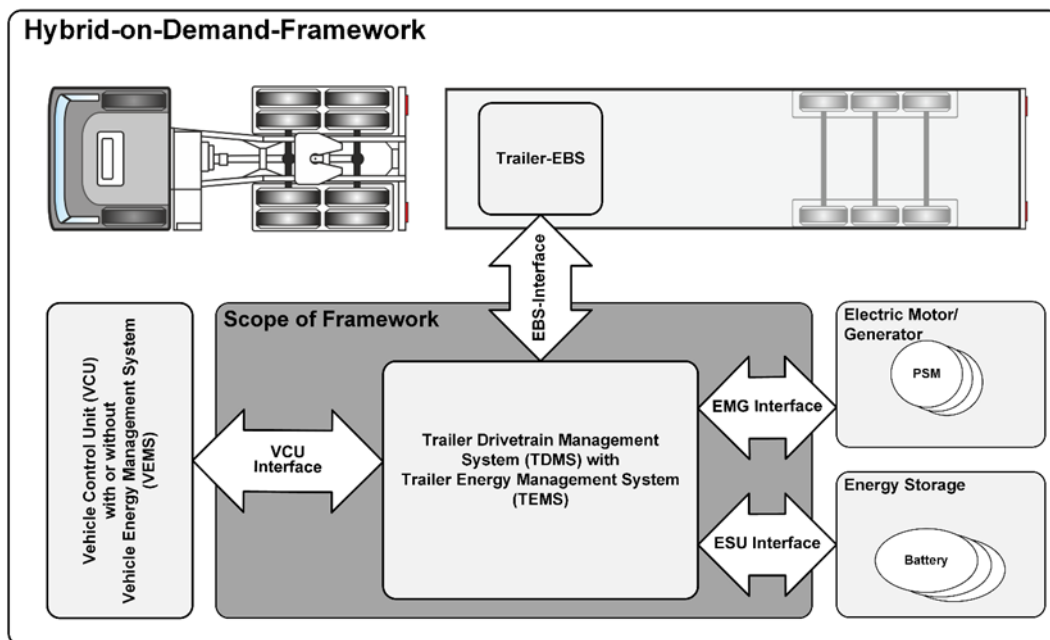 Hybrid-on-Demand-Framework
Trailer-EBS
EBS-Interface
Scope of Framework
Vehicle Control Unit (VCU)
with or without
Vehicle Energy Management System
(VEMS)
VCU
Interface
Trailer Drivetrain Management
System (TDMS) with
Trailer Energy Management System
(TEMS)
EMG Interface
ESU Interface
Electric Motor/
Generator
PSM
Energy Storage
Battery